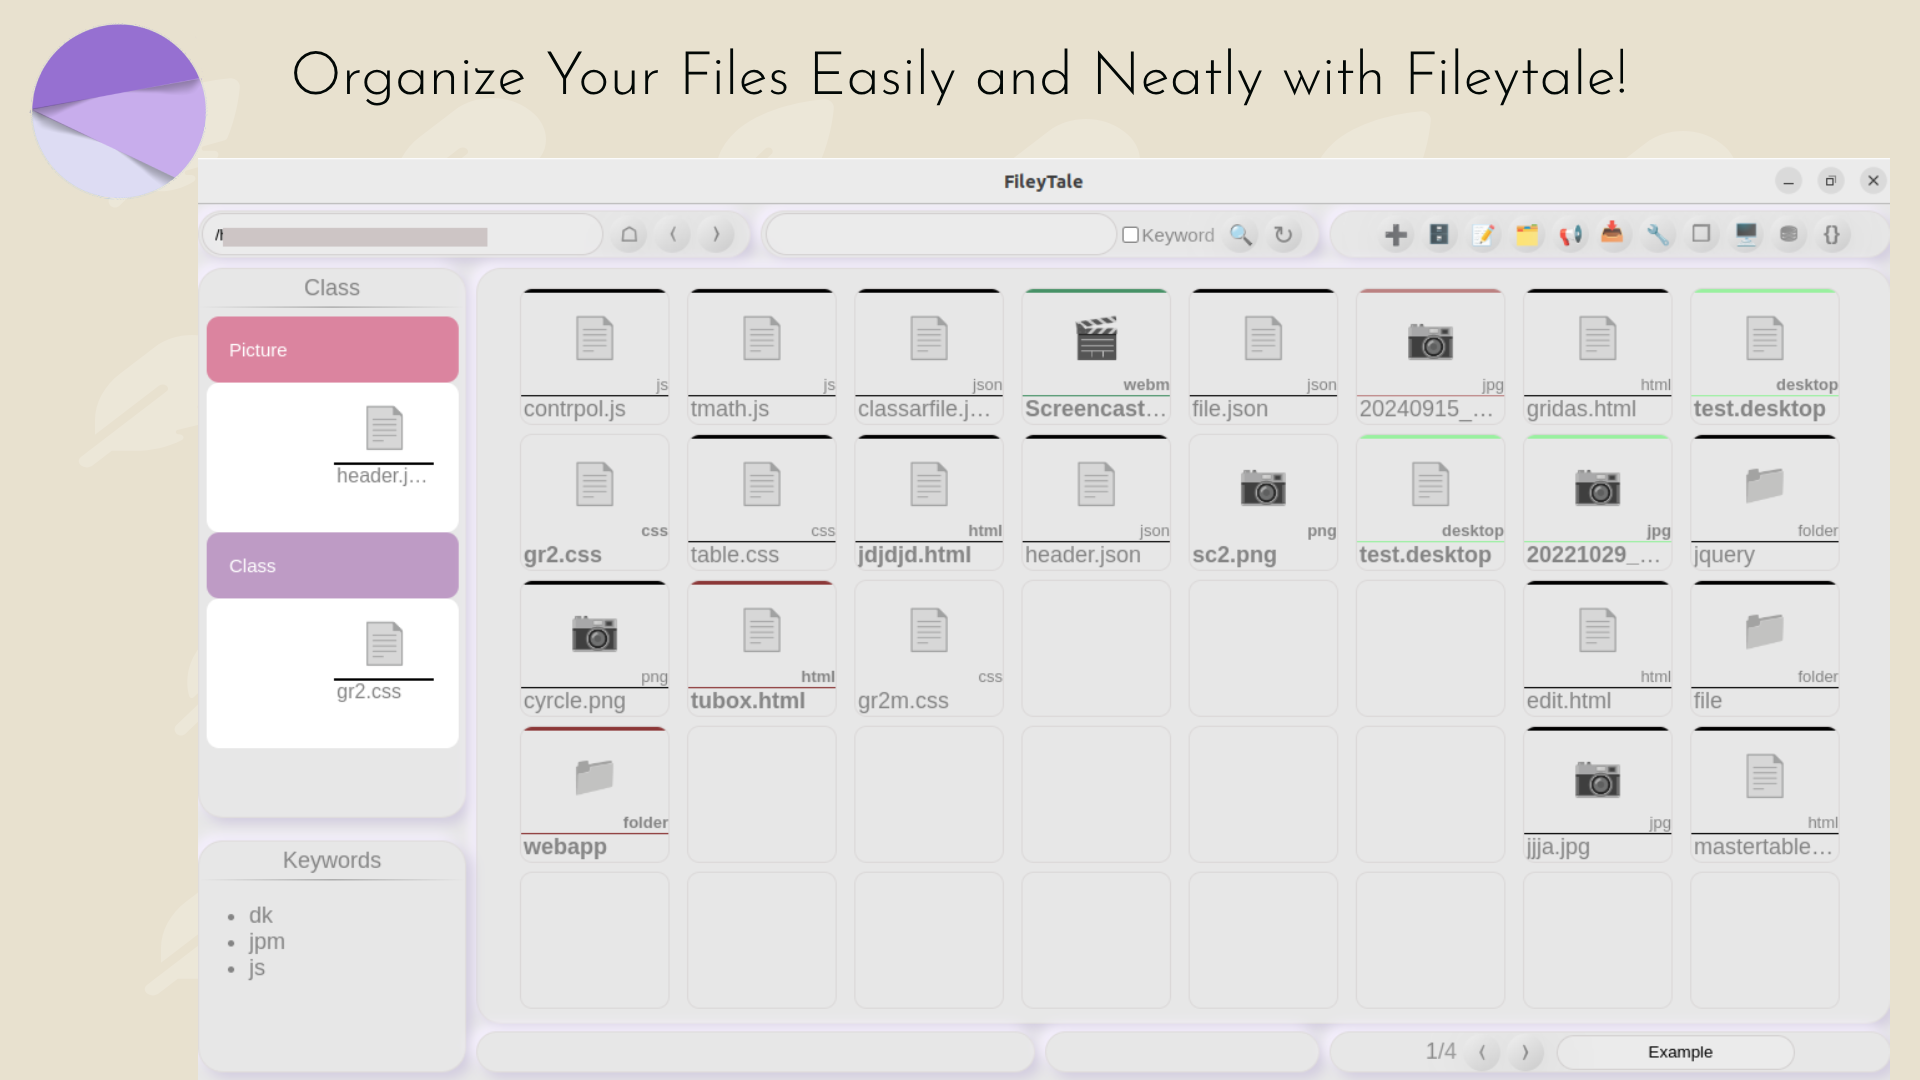 Organize Your Files Easily and Neatly with Fileytale!
FileyTale
Keyword
{}
Class
Picture
header.j...
Class
gr2.css
Keywords
dk
jpm
js
js
contrpol.js
js
tmath.js
json
classarfile.j...
webm
Screencast...
json
file.json
jpg
20240915_...
html
gridas.html
desktop
test.desktop
css
gr2.css
css
table.css
html
jdjdjd.html
json
header.json
png
sc2.png
desktop
test.desktop
jpg
20221029_...
folder
jquery
png
cyrcle.png
html
tubox.html
css
gr2m.css
html
edit.html
folder
file
folder
webapp
jpg
jjja.jpg
html
mastertable...
1/4
Example